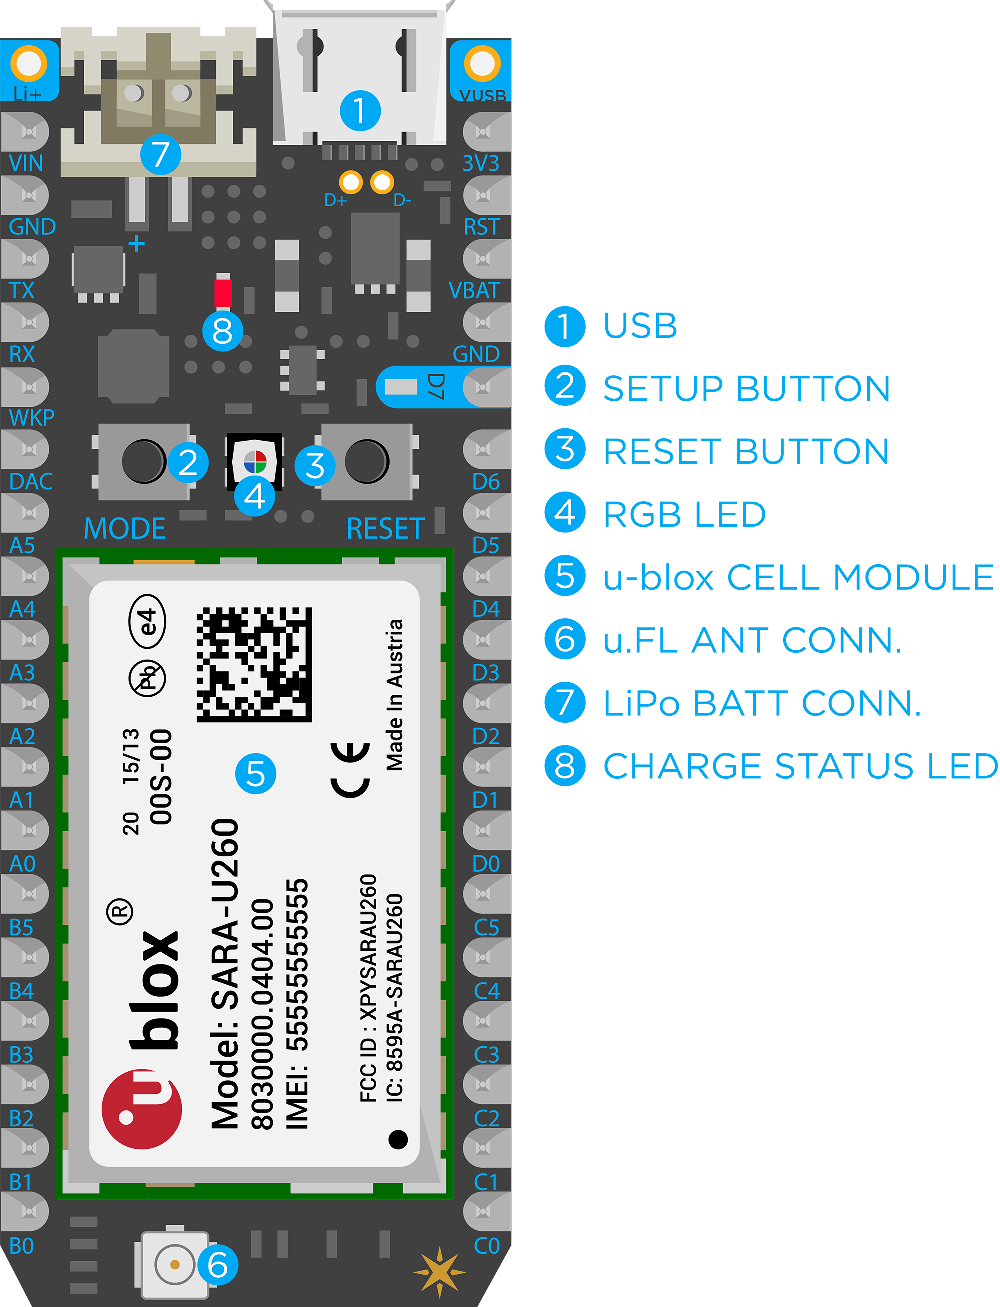 Li+
VUSB
1
7
VIN
3V3
D+ D-
GND
RST
+
TX
VBAT
8
RX
GND
D7
WKP
2
3
4
DAC
D6
MODE
RESET
A5
D5
A4
D4
A3
D3
A2
D2
A1
D1
A0
D0
B5
C5
B4
C4
B3
C3
B2
C2
B1
C1
B0
C0
e4
Pb
20 15/13
00S-00
5
Made In Austria
CE
u blox ®
Model: SARA-U260
8030000.0404.00
IMEI: 555555555555555
FCC ID : XPYSARAU260
IC: 8595A-SARAU260
6
1 USB
2 SETUP BUTTON
3 RESET BUTTON
4 RGB LED
5 u-blox CELL MODULE
6 u.FL ANT CONN.
7 LiPo BATT CONN.
8 CHARGE STATUS LED